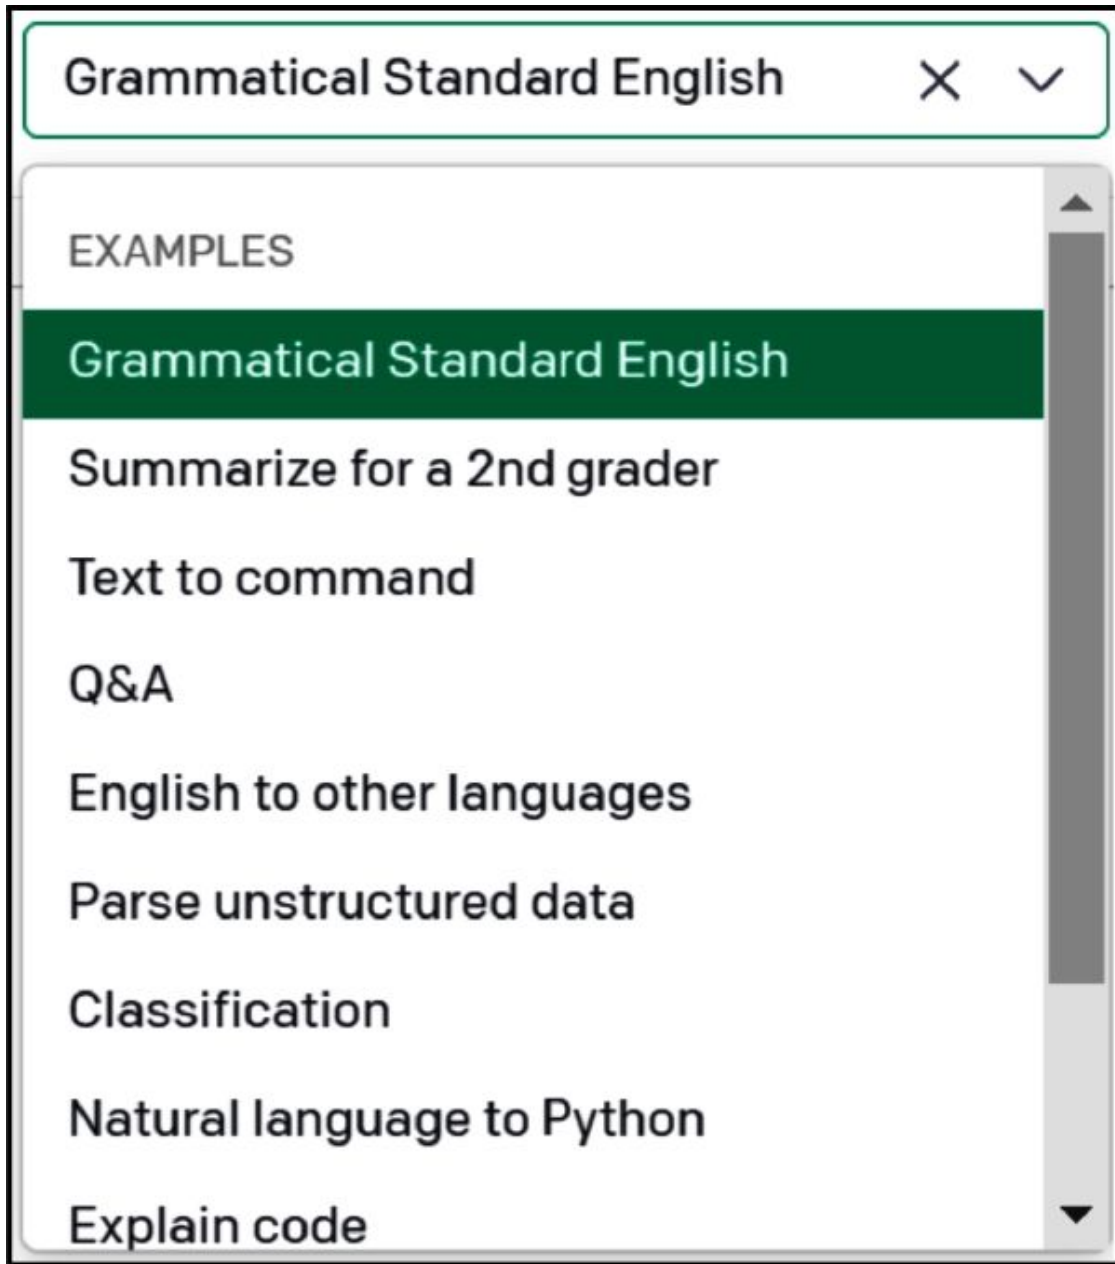 Grammatical Standard English
EXAMPLES
Grammatical Standard English
Summarize for a 2nd grader
Text to command
Q&A
English to other languages
Parse unstructured data
Classification
Natural language to Python
Explain code